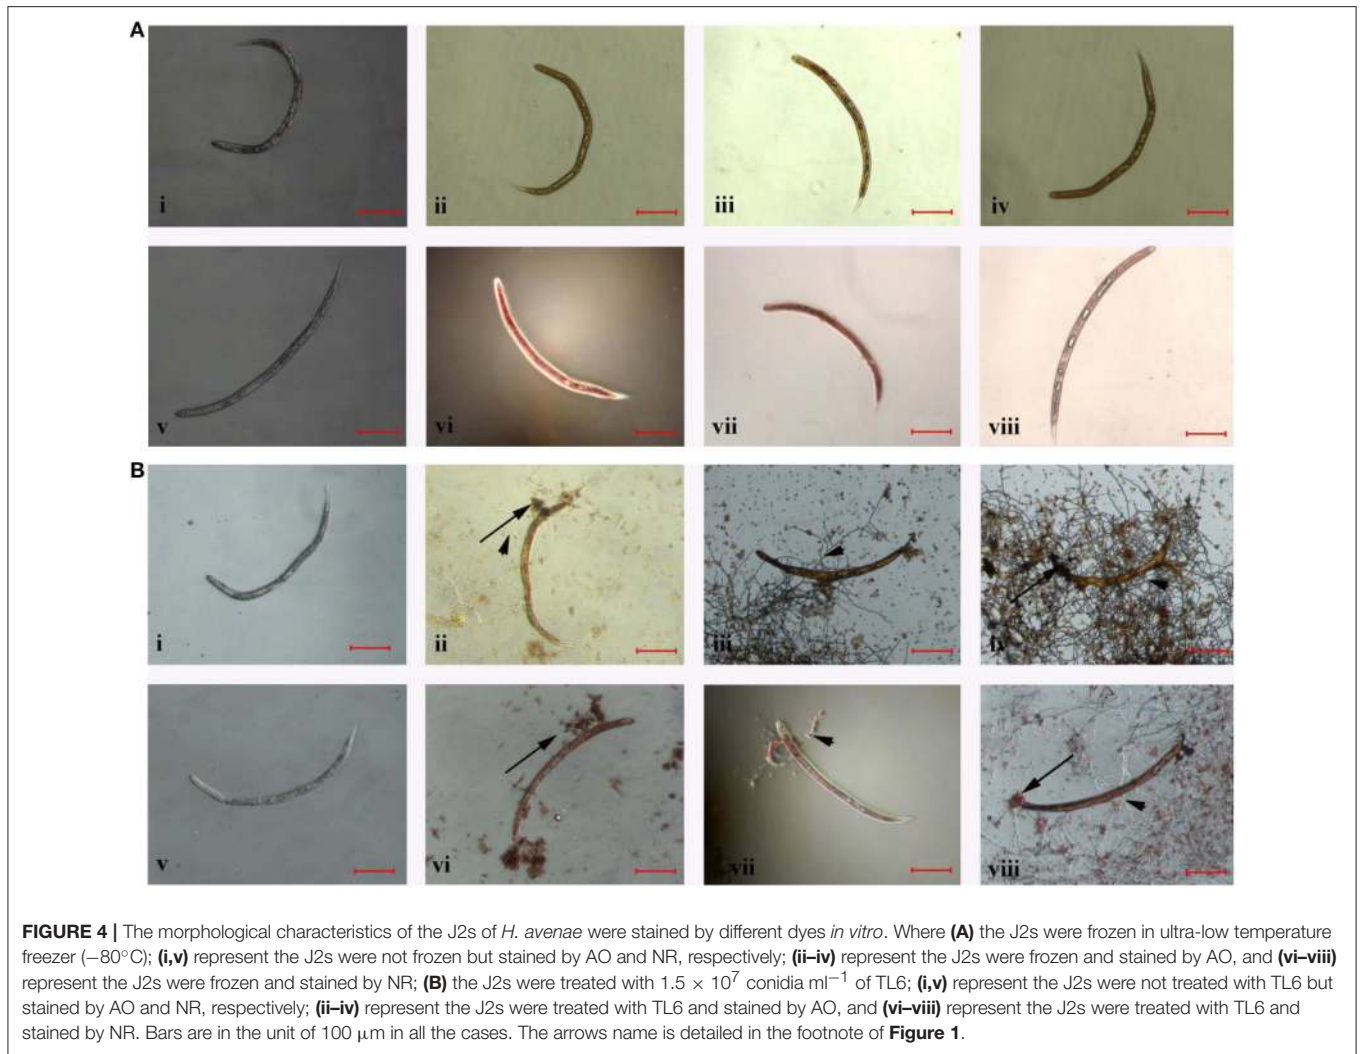 A
i ii iii iv
v vi vii viii
B
i ii iii ix
v vi vii viii
FIGURE 4 | The morphological characteristics of the J2s of H. avenae were stained by different dyes in vitro. Where (A) the J2s were frozen in ultra-low temperature
freezer (−80°C); (i,v) represent the J2s were not frozen but stained by AO and NR, respectively; (ii–iv) represent the J2s were frozen and stained by AO, and (vi–viii)
represent the J2s were frozen and stained by NR; (B) the J2s were treated with 1.5 × 10⁷ conidia ml⁻¹ of TL6; (i,v) represent the J2s were not treated with TL6 but
stained by AO and NR, respectively; (ii–iv) represent the J2s were treated with TL6 and stained by AO, and (vi–viii) represent the J2s were treated with TL6 and
stained by NR. Bars are in the unit of 100 μm in all the cases. The arrows name is detailed in the footnote of Figure 1.